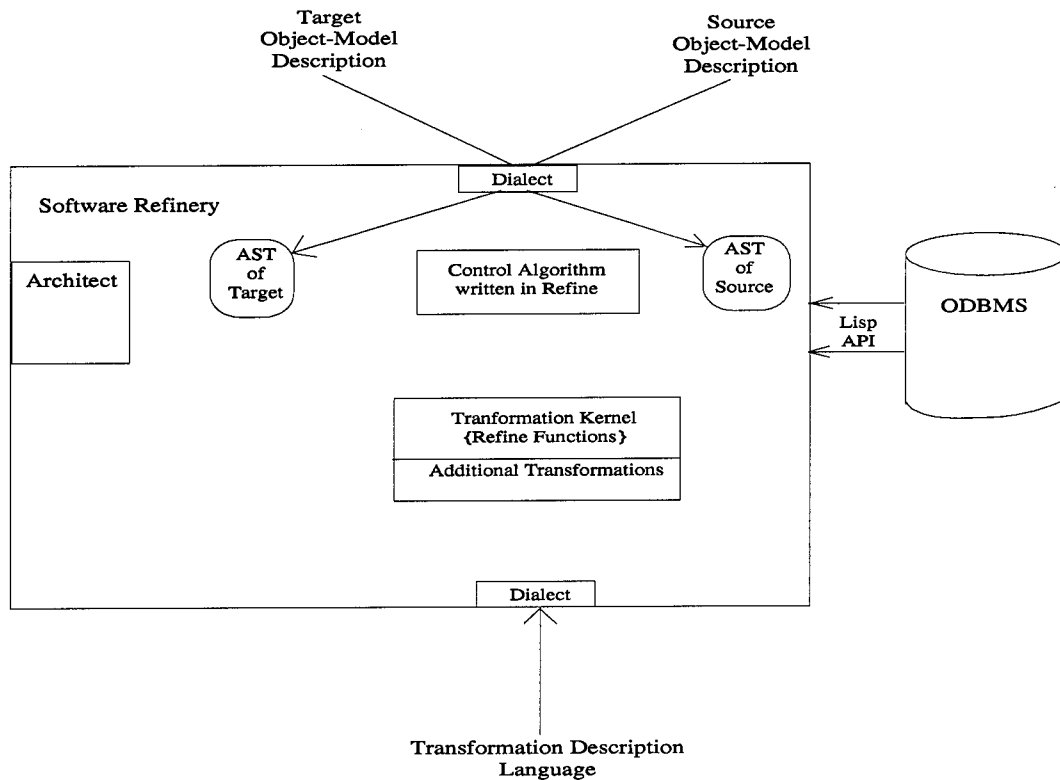 Target
Object-Model
Description
Source
Object-Model
Description
Dialect
Software Refinery
AST
of
Target
Control Algorithm
written in Refine
AST
of
Source
Architect
ODBMS
Lisp
API
Tranformation Kernel
{Refine Functions}
Additional Transformations
Dialect
Transformation Description
Language